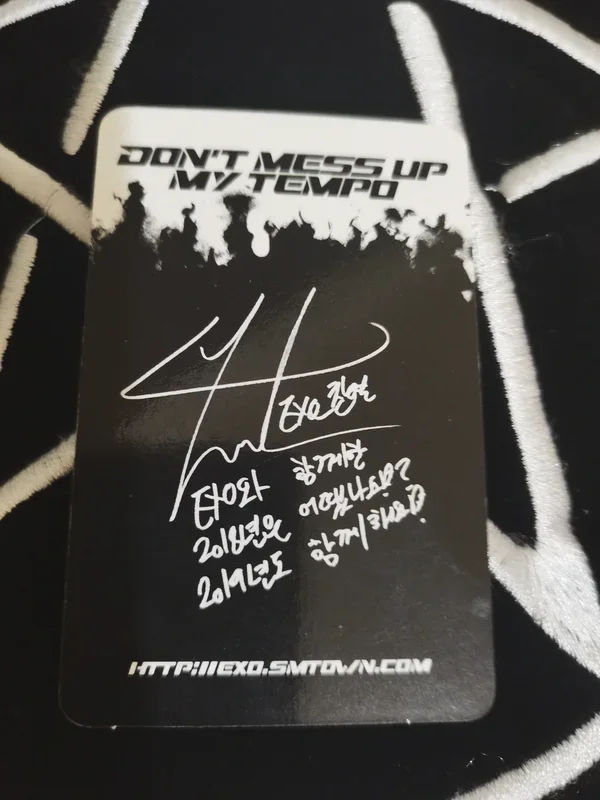 DON'T MESS UP
MY TEMPO
EXO 찬열
EXO와 함께한
2018년은 어땠나요?
2019년도 함께해요
HTTP://EXO.SMTOWN.COM